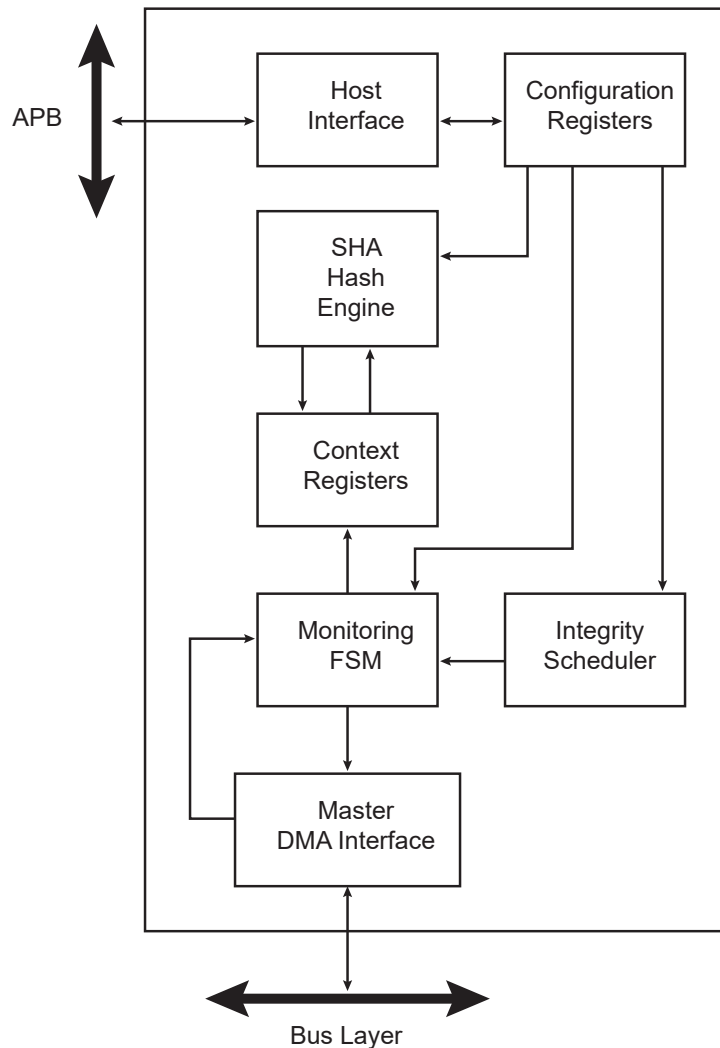 APB
Host
Interface
Configuration
Registers
SHA
Hash
Engine
Context
Registers
Monitoring
FSM
Integrity
Scheduler
Master
DMA Interface
Bus Layer